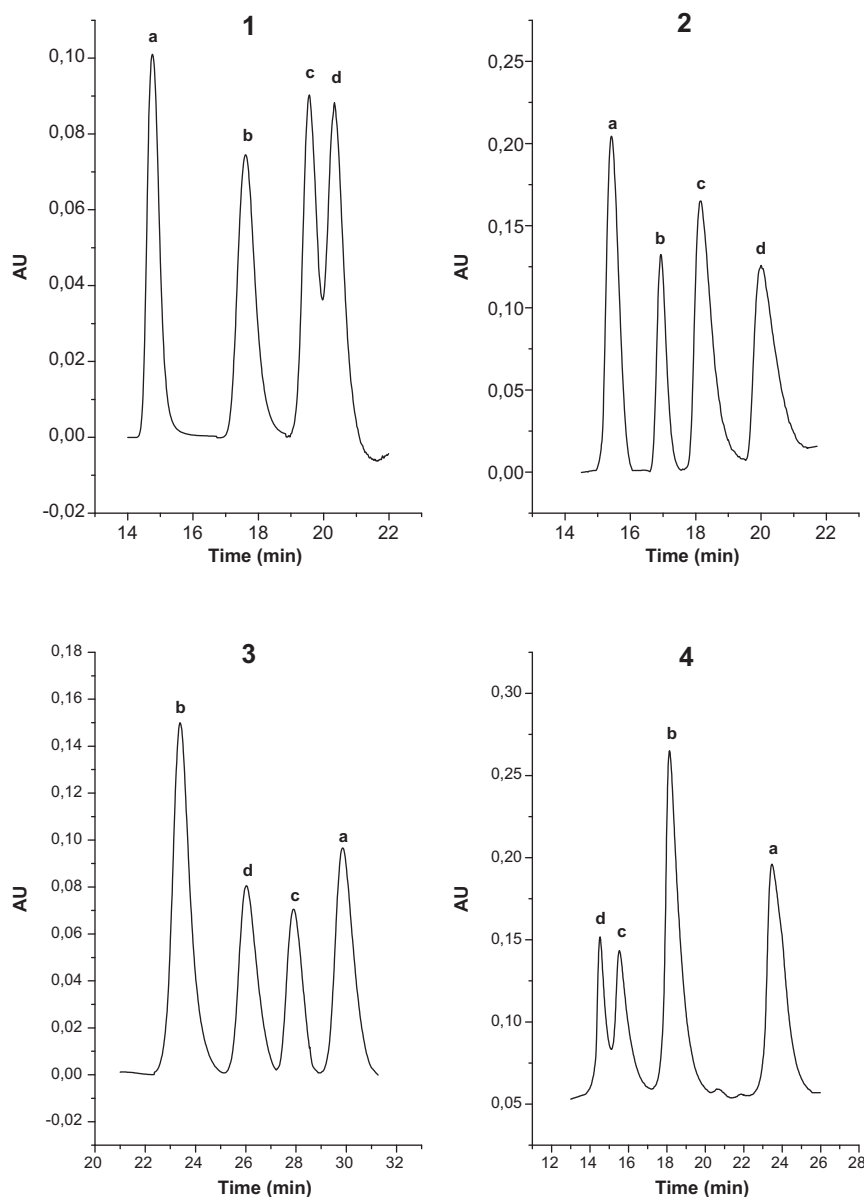 1
a
b
c
d
0,10
0,08
0,06
0,04
0,02
0,00
-0,02
AU
14 16 18 20 22
Time (min)
2
a
b
c
d
0,25
0,20
0,15
0,10
0,05
0,00
AU
14 16 18 20 22
Time (min)
3
b
d
c
a
0,18
0,16
0,14
0,12
0,10
0,08
0,06
0,04
0,02
0,00
-0,02
AU
20 22 24 26 28 30 32
Time (min)
4
d
c
b
a
0,30
0,25
0,20
0,15
0,10
0,05
AU
12 14 16 18 20 22 24 26 28
Time (min)